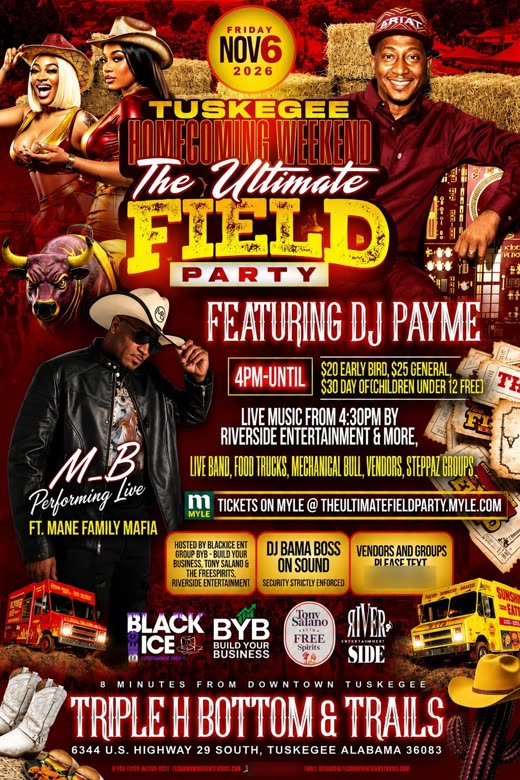 FRIDAY
NOV 6
2026
ARIAT
TUSKEGEE
HOMECOMING WEEKEND
The Ultimate
FIELD
PARTY
FEATURING DJ PAYME
4PM-UNTIL
$20 EARLY BIRD, $25 GENERAL,
$30 DAY OF(CHILDREN UNDER 12 FREE)
LIVE MUSIC FROM 4:30PM BY
RIVERSIDE ENTERTAINMENT & MORE,
LIVE BAND, FOOD TRUCKS, MECHANICAL BULL, VENDORS, STEPPAZ GROUPS,
M_B
Performing Live
FT. MANE FAMILY MAFIA
m
MYLE
TICKETS ON MYLE @ THEULTIMATEFIELDPARTY.MYLE.COM
HOSTED BY BLACKICE ENT
GROUP BYB - BUILD YOUR
BUSINESS, TONY SALANO &
THE FREESPIRITS,
RIVERSIDE ENTERTAINMENT
DJ BAMA BOSS
ON SOUND
SECURITY STRICTLY ENFORCED
VENDORS AND GROUPS
PLEASE TEXT
BLACK
ICE
BYB
BUILD YOUR
BUSINESS
Tony
Salano
FREE
Spirits
RIVER
ENTERTAINMENT
SIDE
8 MINUTES FROM DOWNTOWN TUSKEGEE
TRIPLE H BOTTOM & TRAILS
6344 U.S. HIGHWAY 29 SOUTH, TUSKEGEE ALABAMA 36083